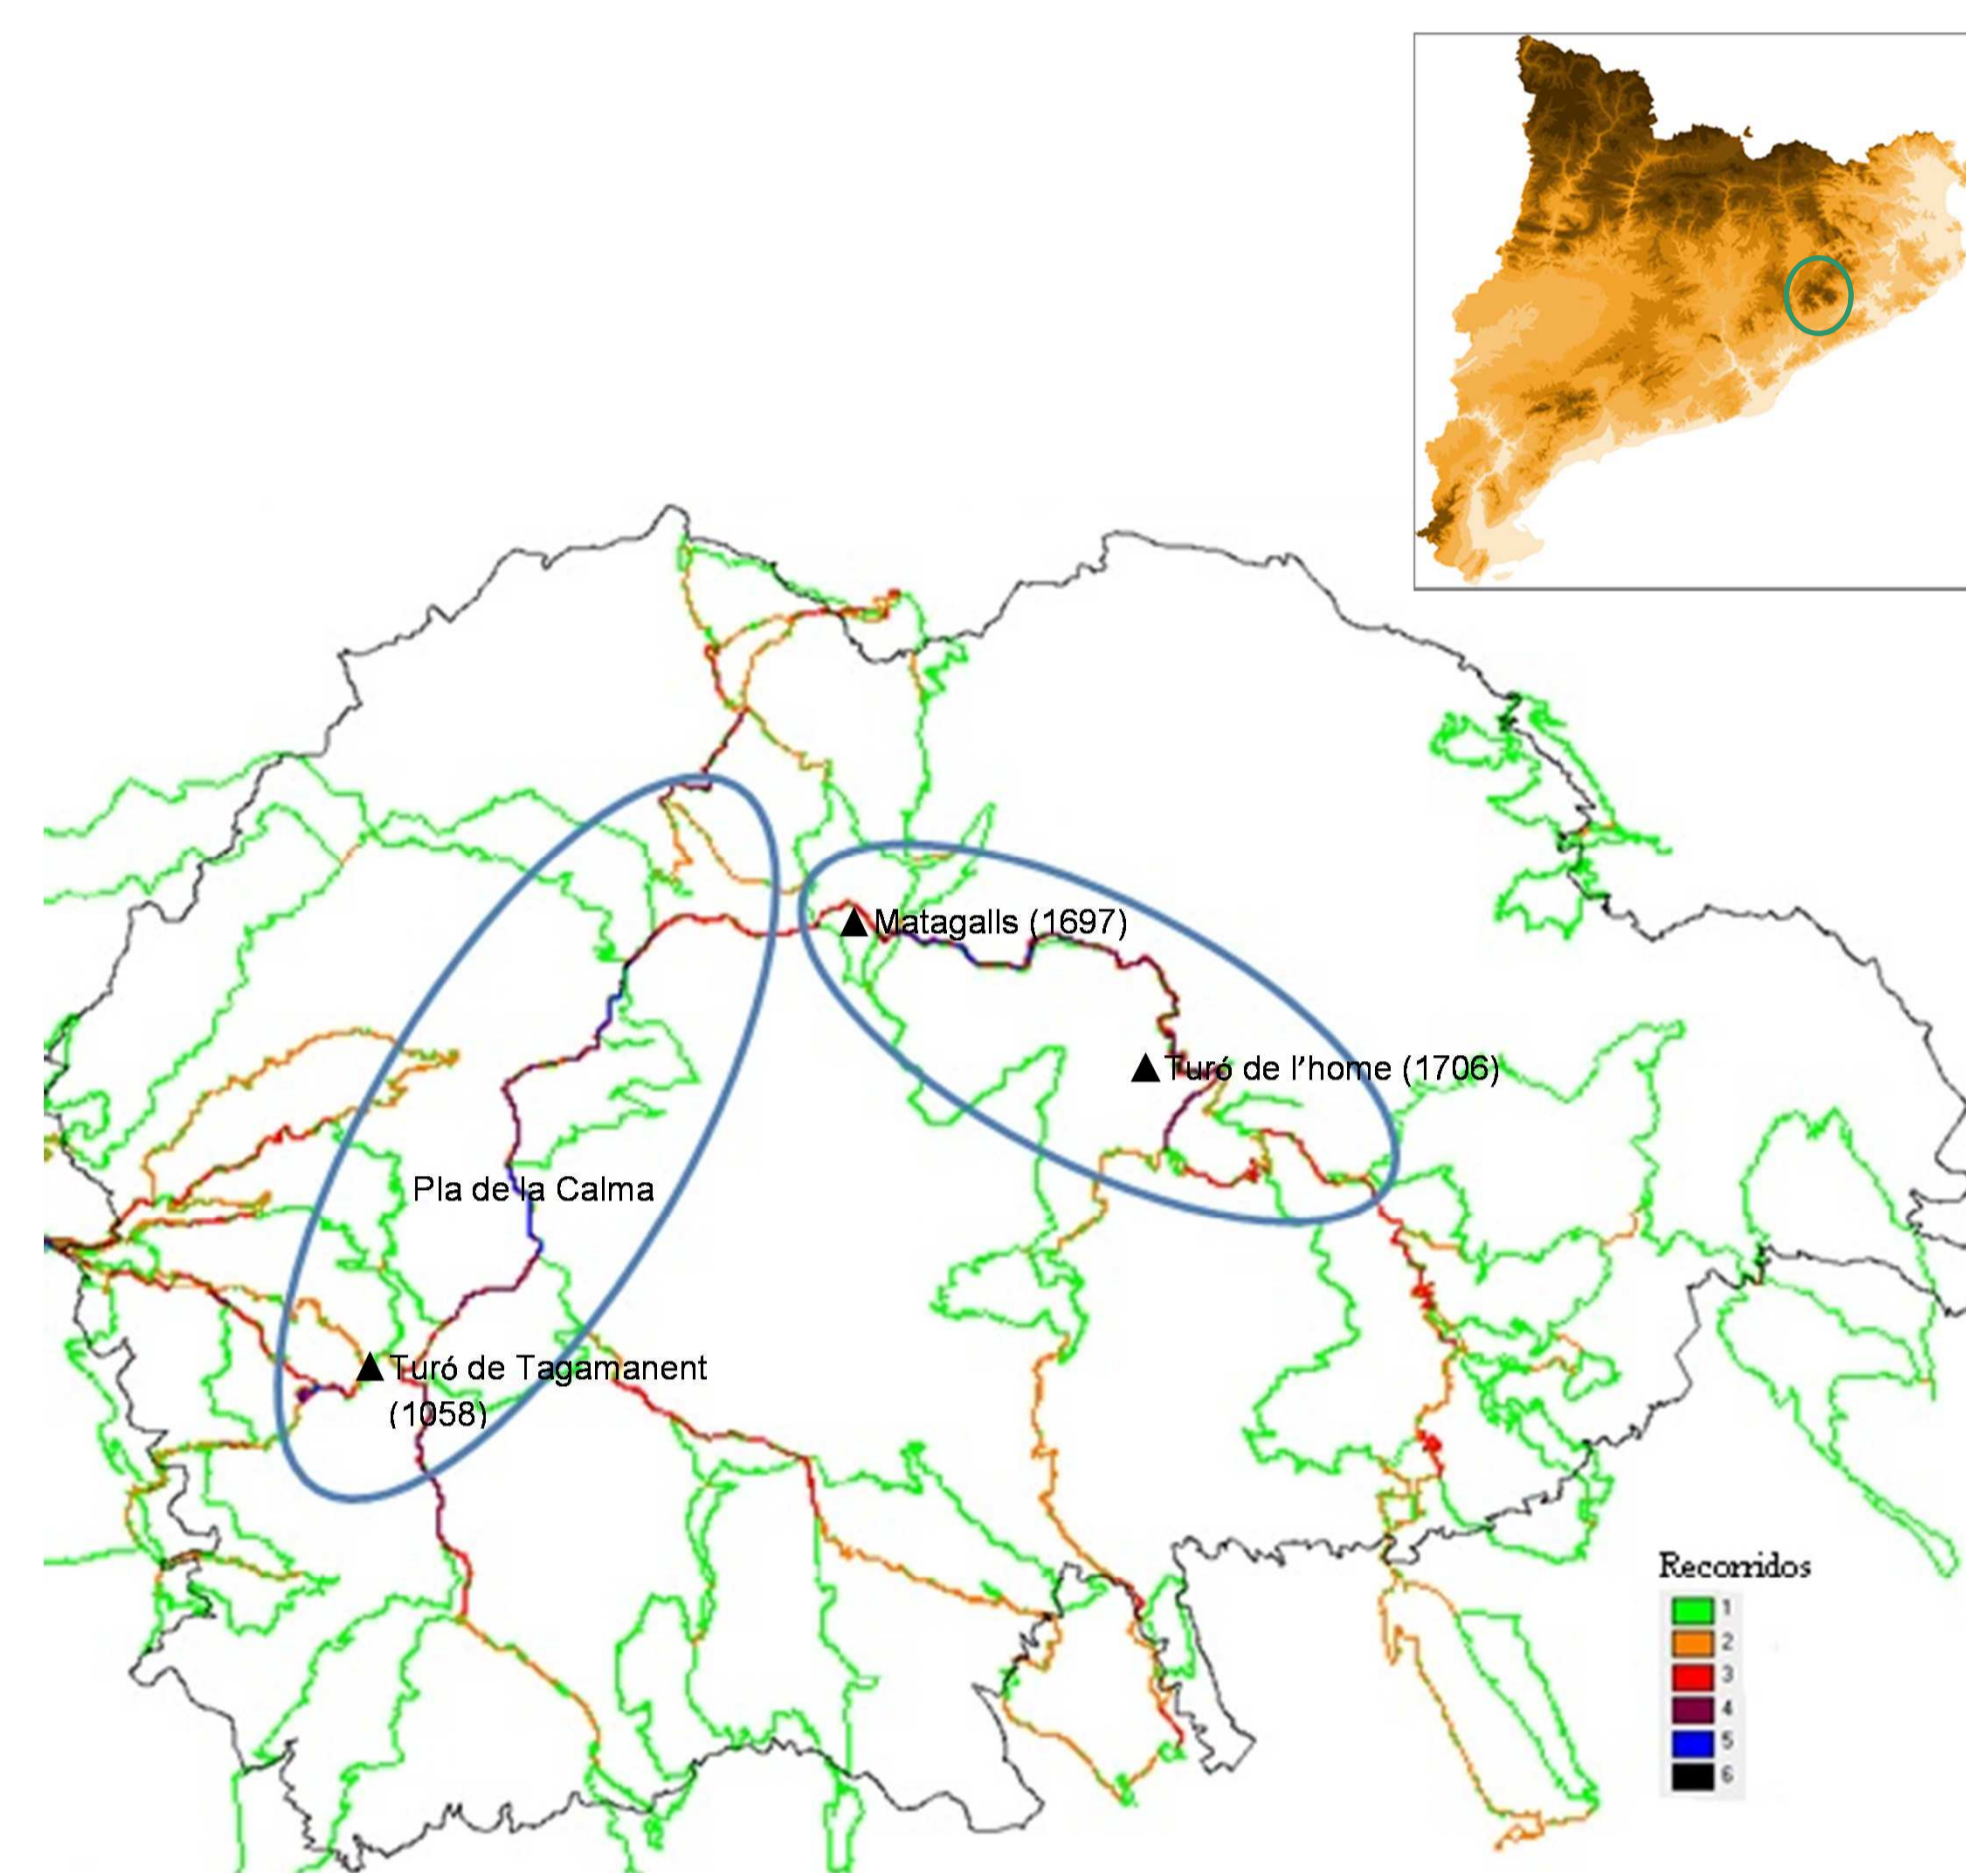 Matagalls (1697)
Turó de l’home (1706)
Pla de la Calma
Turó de Tagamanent
(1058)
Recorridos
1
2
3
4
5
6